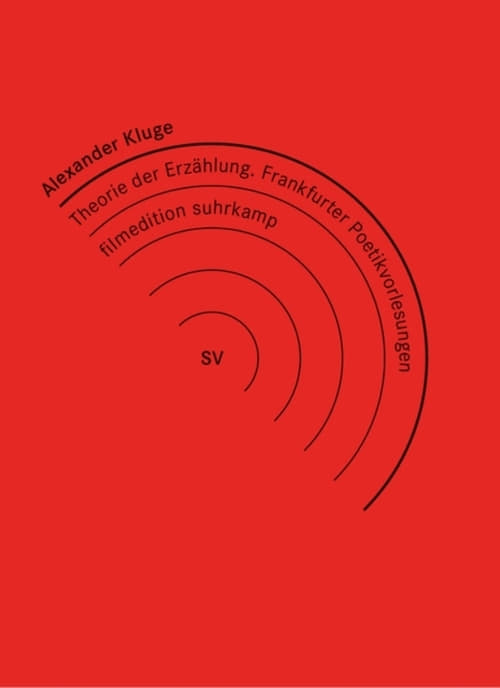 Alexander Kluge
Theorie der Erzählung. Frankfurter Poetikvorlesungen
filmedition suhrkamp
SV